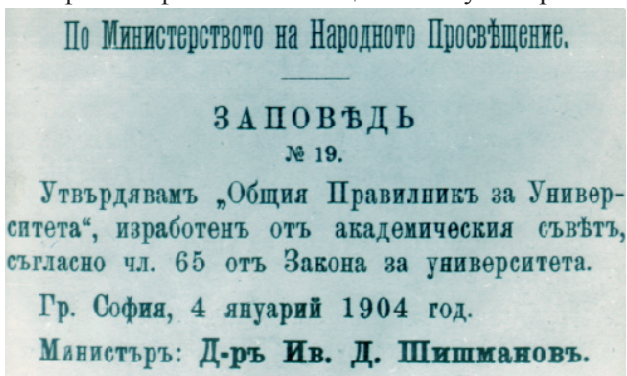 По Министерството на Народното Просвѣщение.
ЗАПОВѢДЬ
№ 19.
Утвърдявамъ „Общия Правилникъ за Универ-
ситета“, изработенъ отъ академическия съвѣтъ,
съгласно чл. 65 отъ Закона за университета.
Гр. София, 4 януарий 1904 год.
Министъръ: Д-ръ Ив. Д. Шишмановъ.